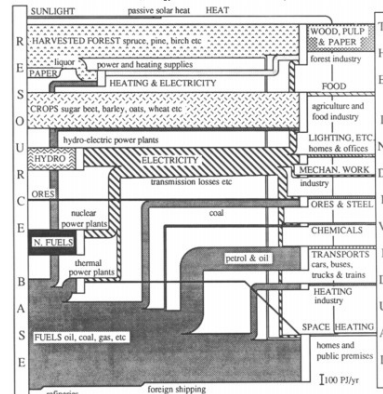 SUNLIGHT passive solar heat HEAT
HARVESTED FOREST spruce, pine, birch etc
WOOD, PULP
& PAPER
liquor
power and heating supplies
forest industry
PAPER
HEATING & ELECTRICITY
FOOD
CROPS sugar beet, barley, oats, wheat etc
agriculture and
food industry
hydro-electric power plants
LIGHTING, ETC.
homes & offices
HYDRO
ELECTRICITY
MECHAN. WORK
transmission losses etc
industry
ORES
ORES & STEEL
nuclear
power plants
coal
CHEMICALS
N. FUELS
petrol & oil
TRANSPORTS
cars, buses,
trucks & trains
thermal
power plants
HEATING
industry
SPACE HEATING
FUELS oil, coal, gas, etc
homes and
public premises
100 PJ/yr
foreign shipping
refineries
RESOURCE BASE
THE INDIVIDUAL